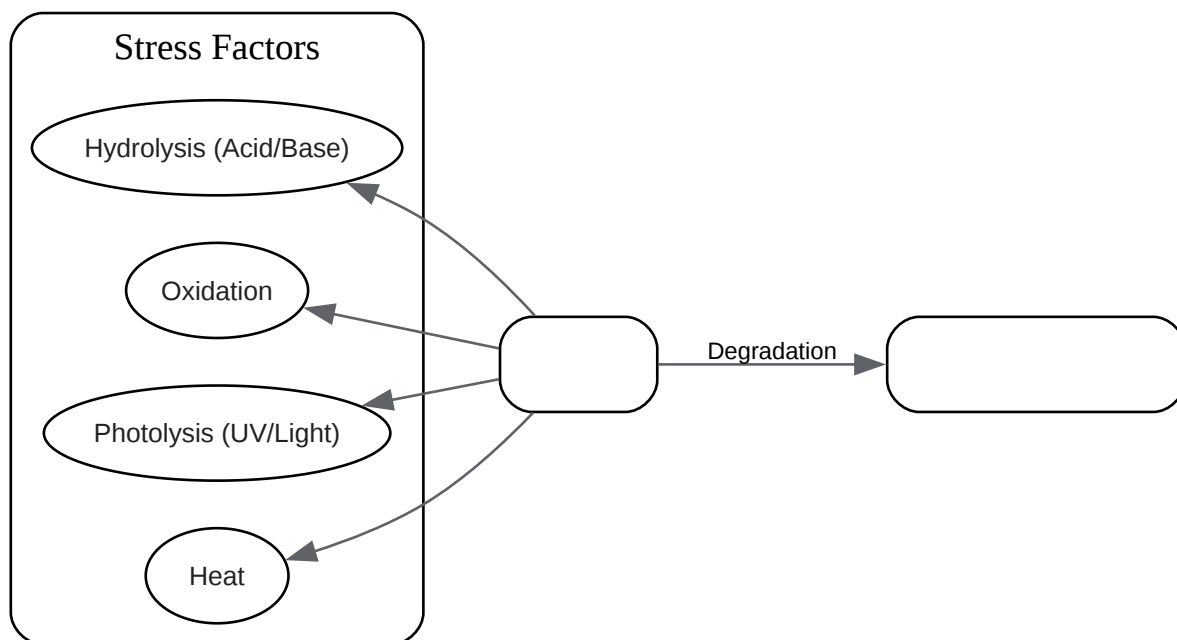 Stress Factors
Hydrolysis (Acid/Base)
Oxidation
Degradation
Photolysis (UV/Light)
Heat